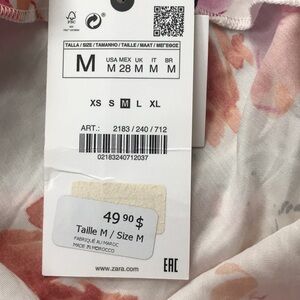 FSC
TALLA / SIZE / TAMANHO / TAILLE / MAAT / ΜΕΓΕΘΟΣ
M
USA MEX UK IT BR
M 28 M M M
XS S M L XL
ART.: 2183 / 240 / 712
02183240712037
49 90 $
Taille M / Size M
FABRIQUÉ AU MAROC
MADE IN MOROCCO
www.zara.com
EAC